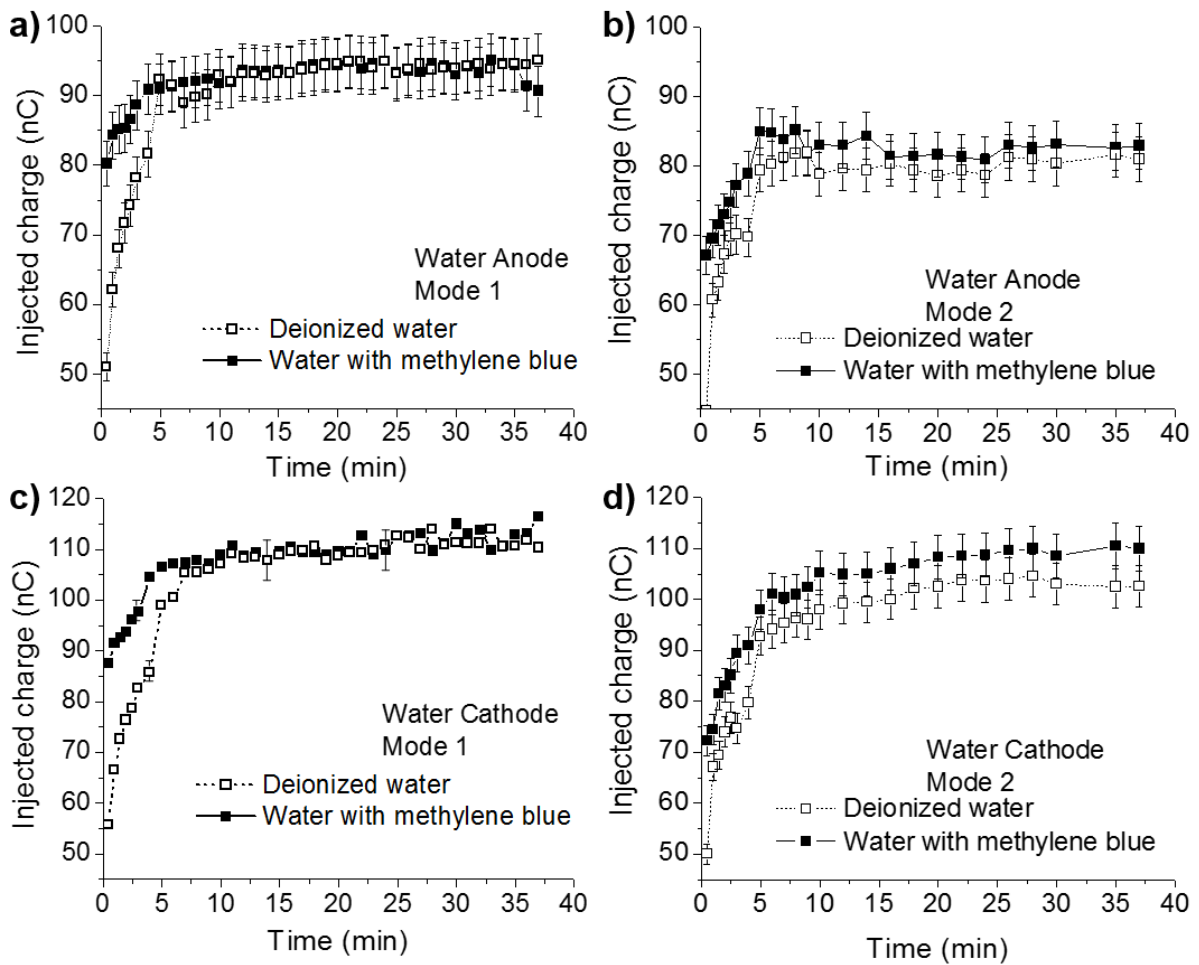 a)
Injected charge (nC)
100
90
80
70
60
50
Water Anode
Mode 1
Deionized water
Water with methylene blue
0 5 10 15 20 25 30 35 40
Time (min)
b)
Injected charge (nC)
100
90
80
70
60
50
Water Anode
Mode 2
Deionized water
Water with methylene blue
0 5 10 15 20 25 30 35 40
Time (min)
c)
Injected charge (nC)
120
110
100
90
80
70
60
50
Water Cathode
Mode 1
Deionized water
Water with methylene blue
0 5 10 15 20 25 30 35 40
Time (min)
d)
Injected charge (nC)
120
110
100
90
80
70
60
50
Water Cathode
Mode 2
Deionized water
Water with methylene blue
0 5 10 15 20 25 30 35 40
Time (min)